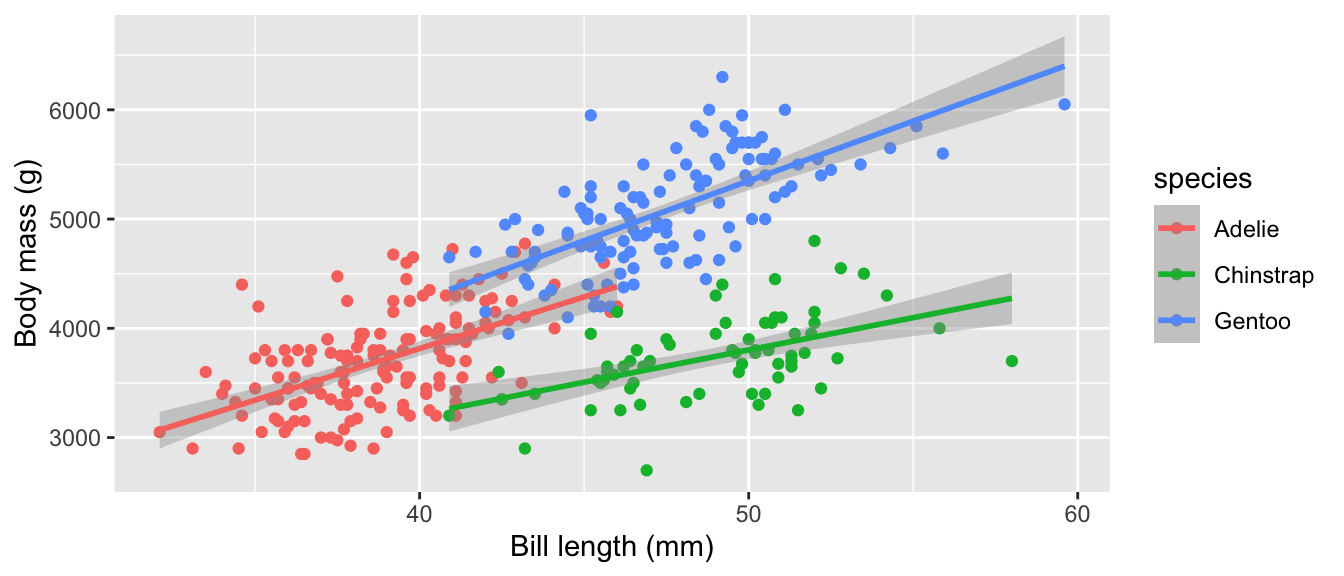 6000
5000
4000
3000
Body mass (g)
40
50
60
Bill length (mm)
species
Adelie
Chinstrap
Gentoo